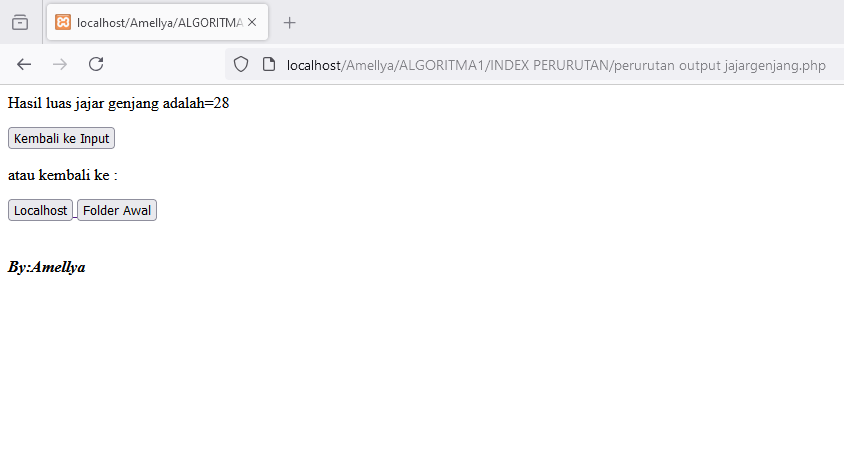 localhost/Amellya/ALGORITMA
localhost/Amellya/ALGORITMA1/INDEX PERURUTAN/perurutan output jajargenjang.php
Hasil luas jajar genjang adalah=28
Kembali ke Input
atau kembali ke :
Localhost Folder Awal
By:Amellya